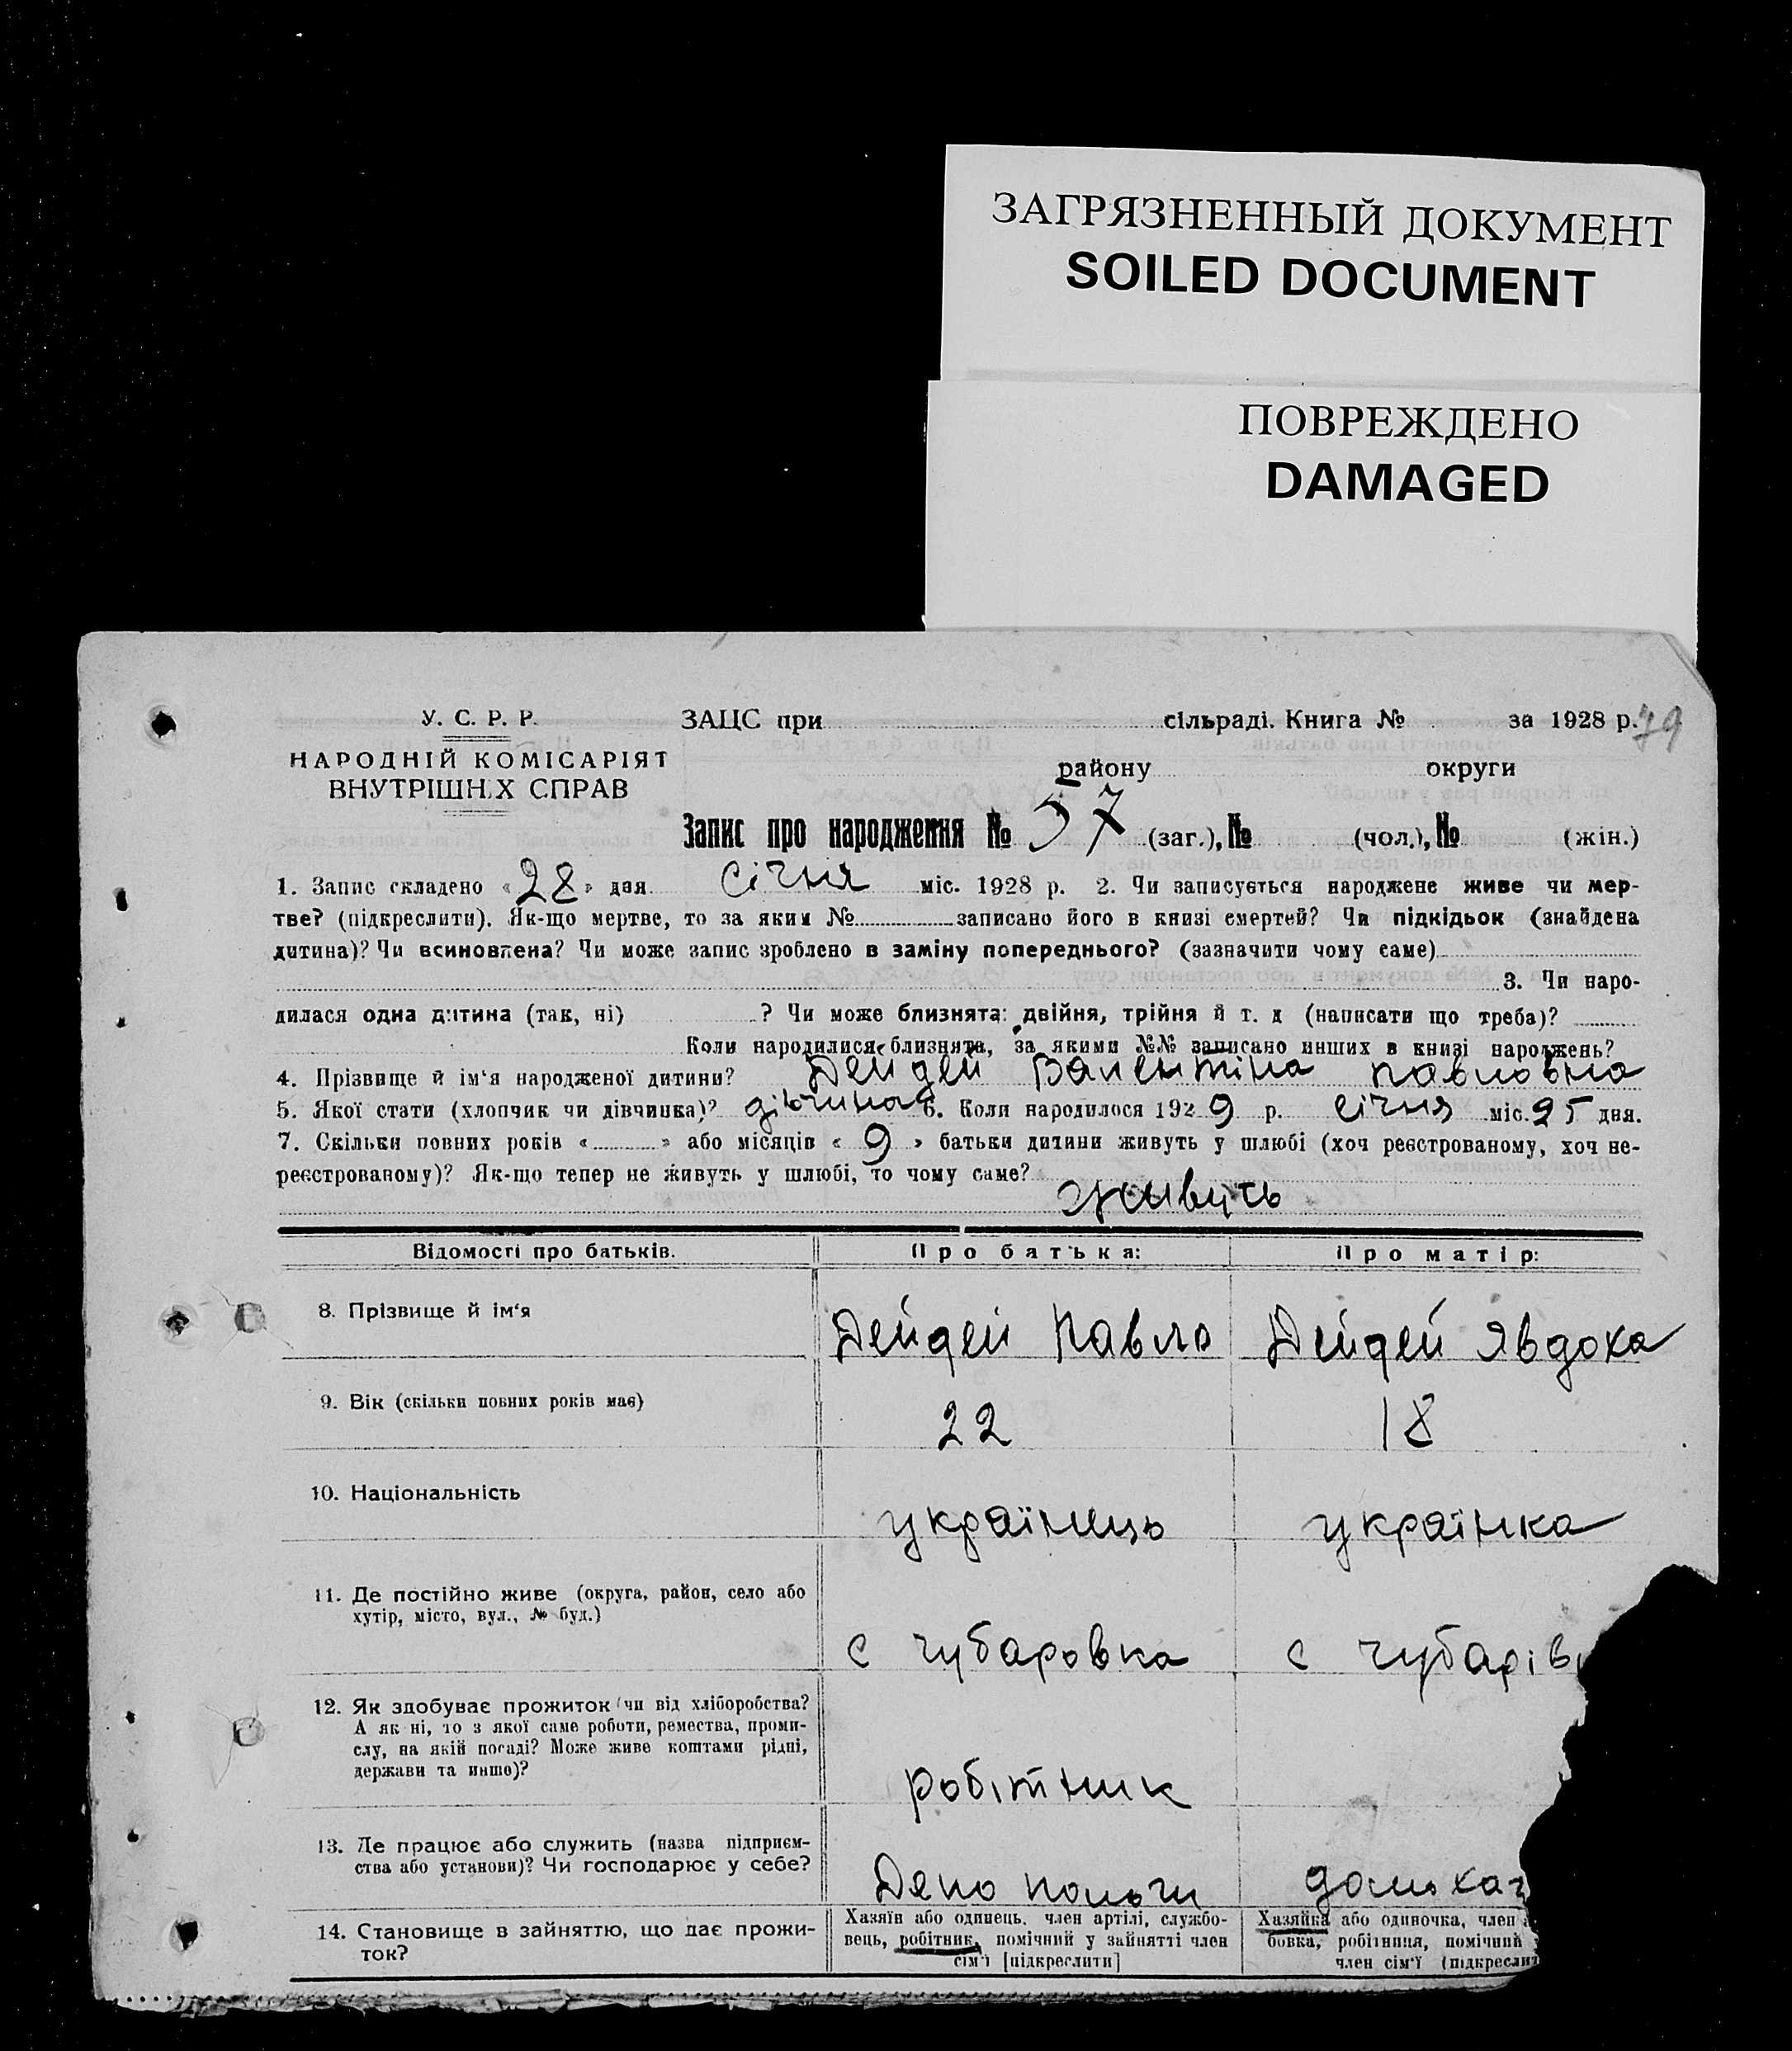 ЗАГРЯЗНЕННЫЙ ДОКУМЕНТ
SOILED DOCUMENT
ПОВРЕЖДЕНО
DAMAGED
У. С. Р. Р.
НАРОДНІЙ КОМІСАРІЯТ
ВНУТРІШНІХ СПРАВ
ЗАЦС при сільраді. Книга № за 1928 р. 79
району округи
Запис про народження № 57 (заг.), № (чол.), № (жін.)
1. Запис складено «28» дня січня міс. 1928 р. 2. Чи записується народжене живе чи мер-
тве? (підкреслити). Як-що мертве, то за яким № записано його в книзі смертей? Чи підкідьок (знайдена
дитина)? Чи всиновлена? Чи може запис зроблено в заміну попереднього? (зазначити чому саме)
3. Чи наро-
дилася одна дитина (так, ні) ? Чи може близнята: двійня, трійня й т. д (написати що треба)?
Коли народилися близнята, за якими №№ записано инших в книзі народжень?
4. Прізвище й ім'я народженої дитини? Дейдей Валентіна Павловна
5. Якої стати (хлопчик чи дівчинка)? дівчина 6. Коли народилося 1929 р. січня міс. 25 дня.
7. Скільки повних років « » або місяців « 9 » батьки дитини живуть у шлюбі (хоч реєстрованому, хоч не-
реєстрованому)? Як-що тепер не живуть у шлюбі, то чому саме?
живуть
Відомості про батьків. Про батька: Про матір:
8. Прізвище й ім'я Дейдей Павло Дейдей Явдоха
9. Вік (скільки повних років має) 22 18
10. Національність українець українка
11. Де постійно живе (округа, район, село або
хутір, місто, вул., № буд.)
с чубаровка с чубарів
12. Як здобуває прожиток (чи від хліборобства?
А як ні, то з якої саме роботи, ремества, проми-
слу, на якій посаді? Може живе коштами рідні,
держави та инше)?
робітник
13. Де працює або служить (назва підприєм-
ства або установи)? Чи господарює у себе?
Депо пологи домохаз
14. Становище в зайняттю, що дає прожи-
ток?
Хазяїн або одинець, член артілі, службо-
вець, робітник, помічний у зайнятті член
сім'ї [підкреслити]
Хазяйка або одиночка, член
бовка, робітниця, помічний
член сім'ї (підкреслит